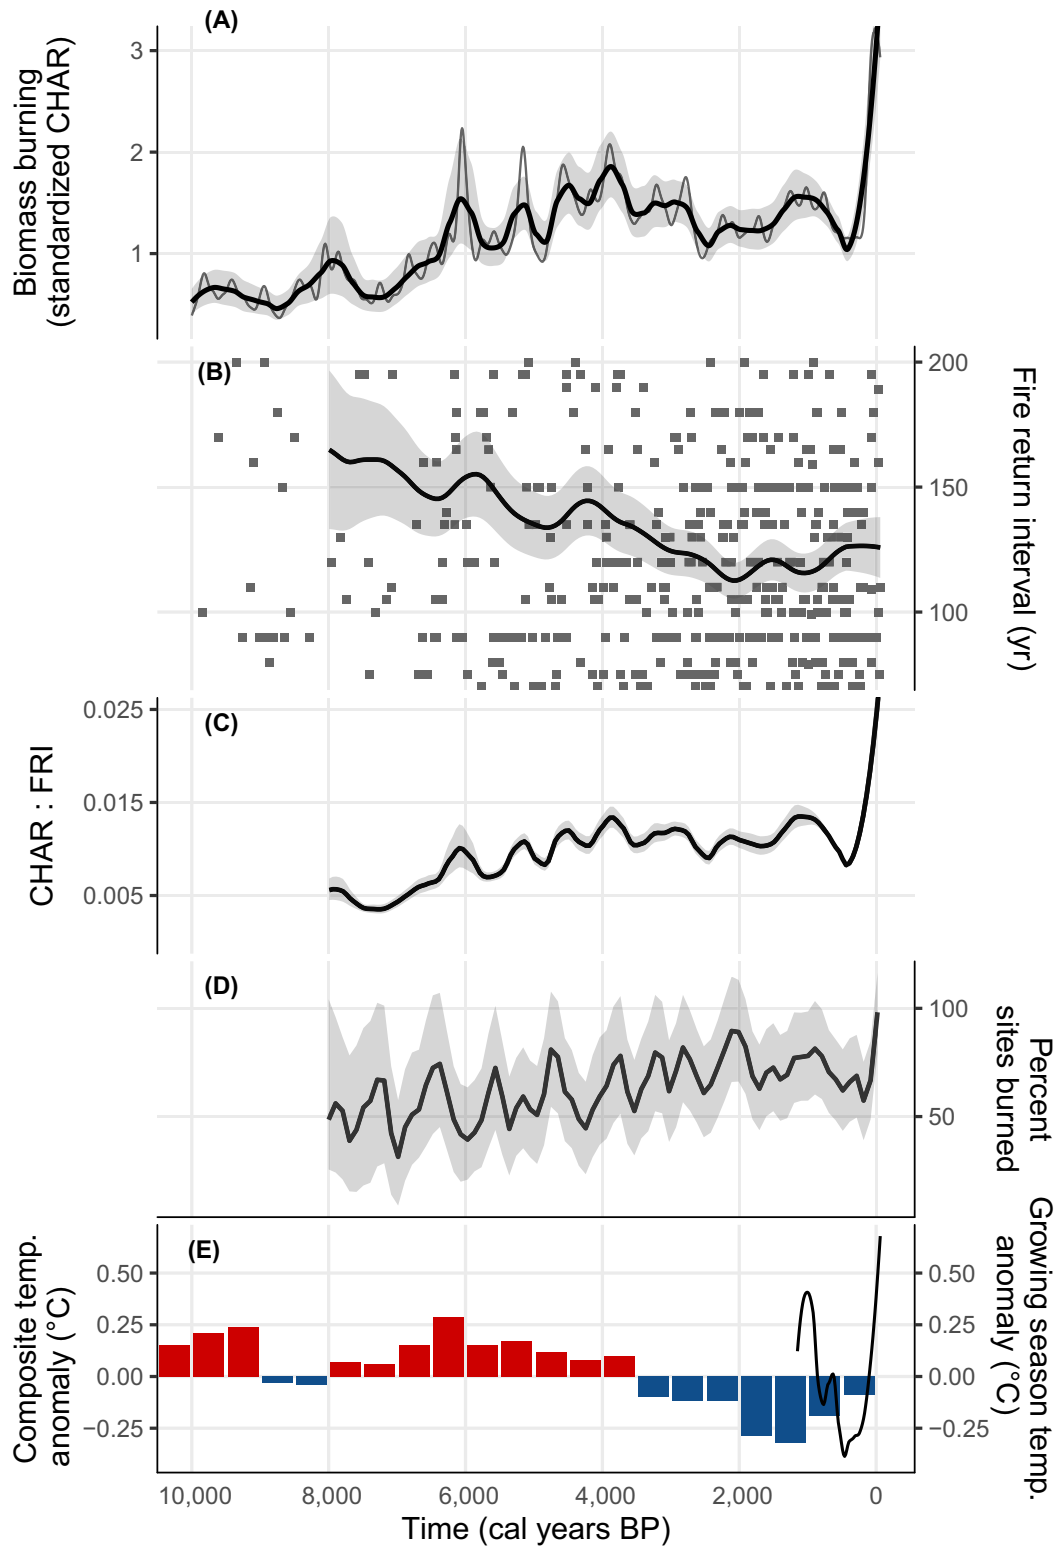 (A)
Biomass burning
(standardized CHAR)
3
2
1
(B)
Fire return interval (yr)
200
150
100
(C)
CHAR : FRI
0.025
0.015
0.005
(D)
Percent
sites burned
100
50
(E)
Composite temp.
anomaly (°C)
0.50
0.25
0.00
−0.25
Growing season temp.
anomaly (°C)
0.50
0.25
0.00
−0.25
10,000 8,000 6,000 4,000 2,000 0
Time (cal years BP)